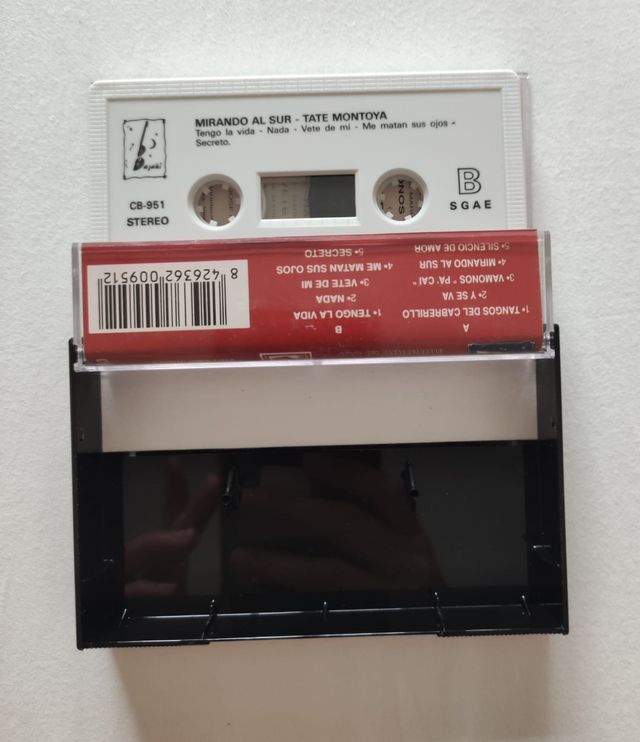 MIRANDO AL SUR - TATE MONTOYA
Tengo la vida - Nada - Vete de mi - Me matan sus ojos -
Secreto.
CB-951
STEREO
B
SGAE
SONO
A
1ª TANGOS DEL CABRERILLO
2ª Y SE VA
3ª VAMONOS " PA' CAI "
4ª MIRANDO AL SUR
5ª SILENCIO DE AMOR
B
1ª TENGO LA VIDA
2ª NADA
3ª VETE DE MI
4ª ME MATAN SUS OJOS
5ª SECRETO
8 426362 009512